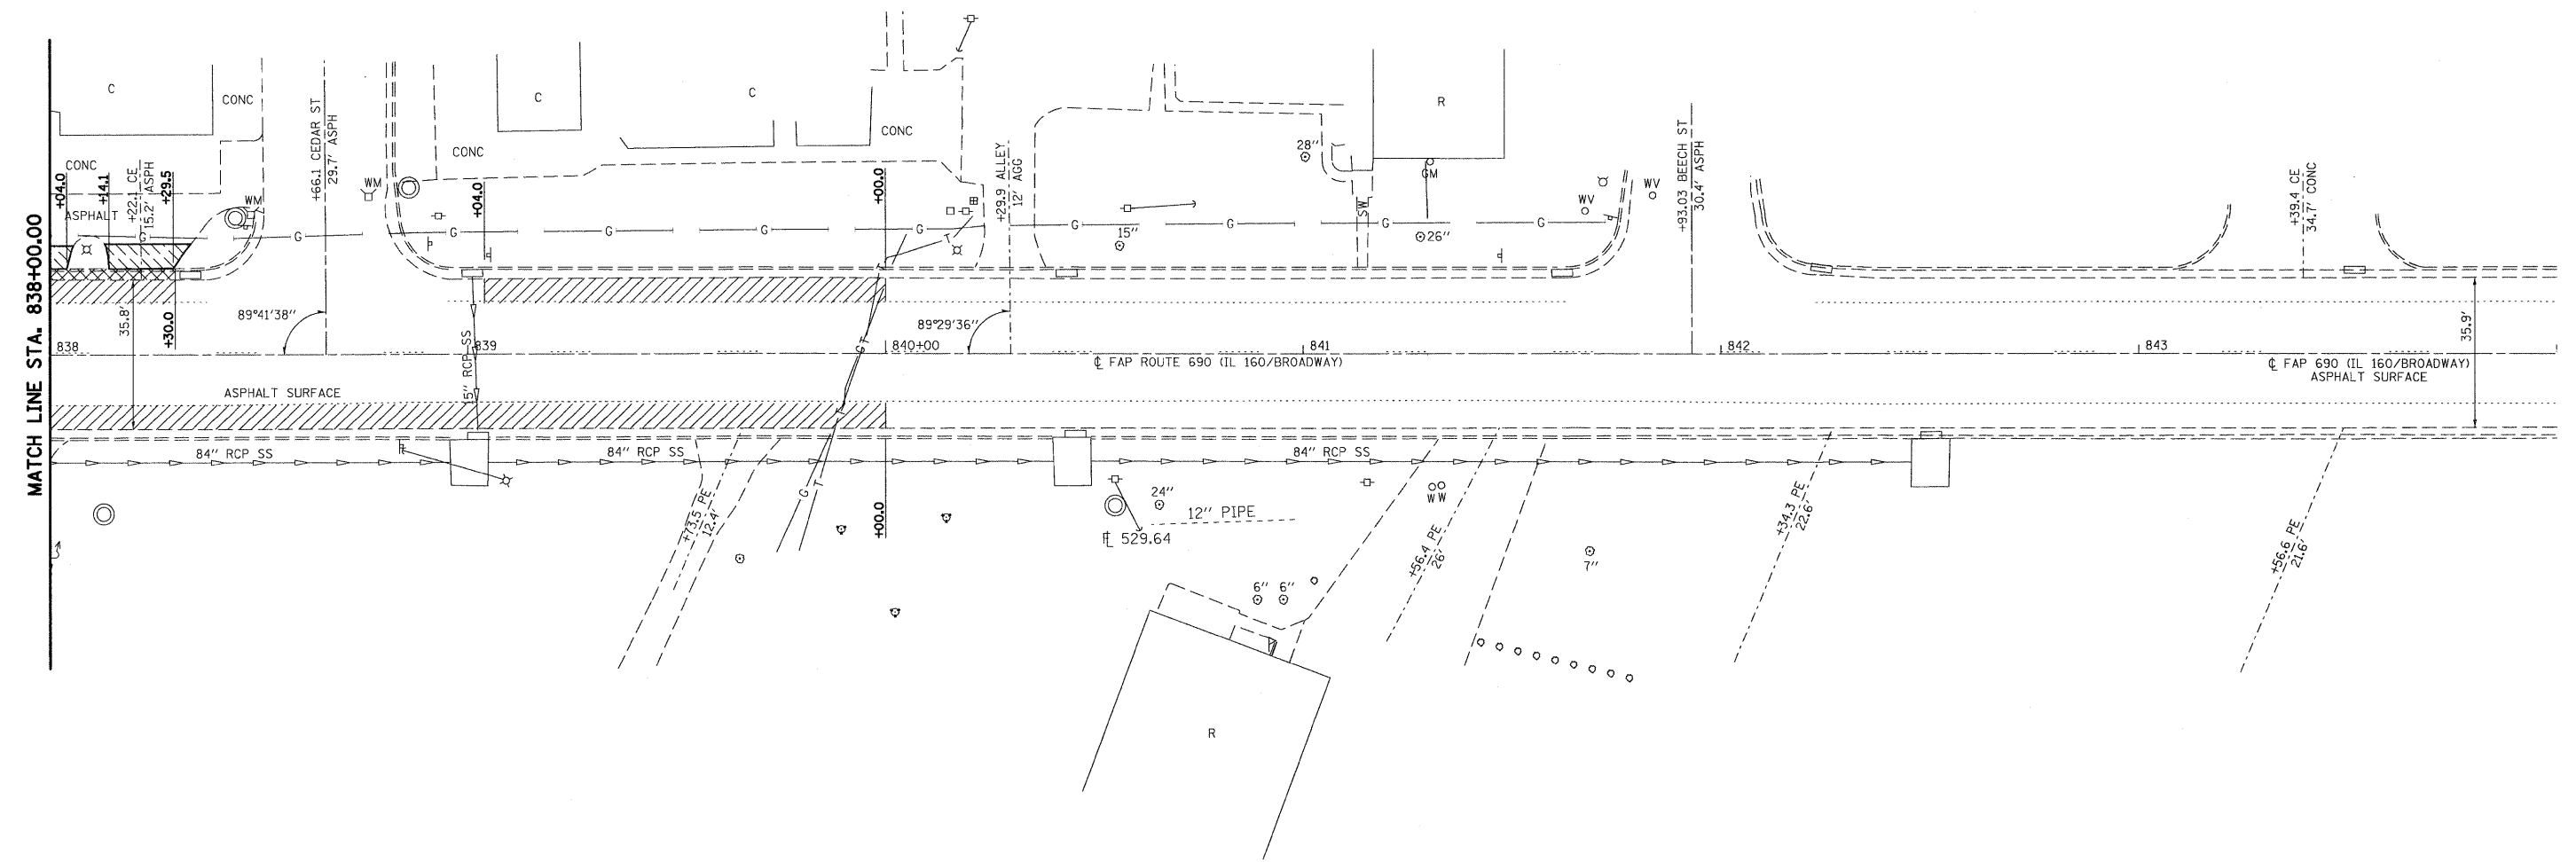 MATCH LINE STA. 838+00.00
C
CONC
CONC
ASPHALT
+04.0
+14.1
+22.1 CE
15.2' ASPH
+29.5
+30.0
35.8'
838
+66.1 CEDAR ST
29.7' ASPH
89°41'38"
WM
WM
G
G
G
G
G
G
G
G
G
G
CONC
C
C
CONC
+04.0
839
15" RCP SS
+00.0
840+00
GT
T
T
+29.9 ALLEY
12' AGG
89°29'36"
15"
28"
SW
R
GM
26"
WV
WV
841
℄ FAP ROUTE 690 (IL 160/BROADWAY)
+93.03 BEECH ST
30.4' ASPH
842
843
+39.4 CE
34.7' CONC
℄ FAP 690 (IL 160/BROADWAY)
ASPHALT SURFACE
35.9'
ASPHALT SURFACE
84" RCP SS
84" RCP SS
84" RCP SS
+73.5 PE
12.4'
G
T
+00.0
24"
12" PIPE
529.64
W W
+56.4 PE
26'
7"
6" 6"
R
+34.3 PE
22.6'
+56.6 PE
21.6'